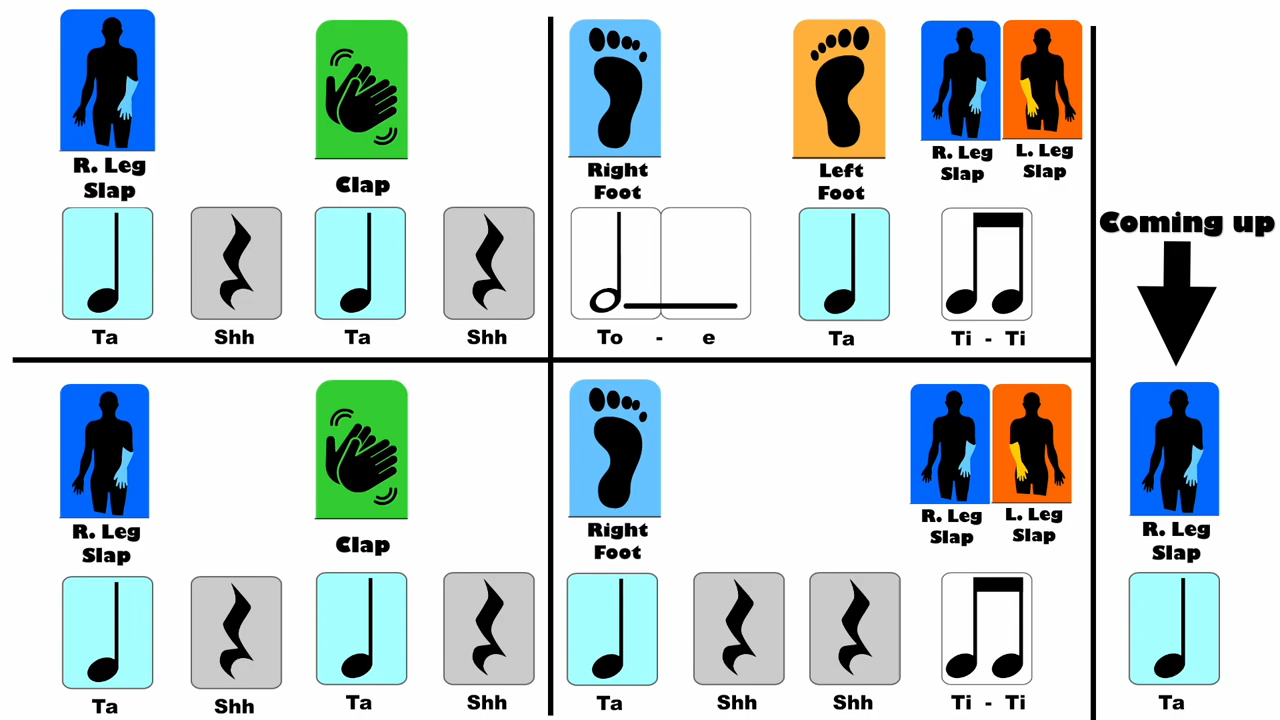 R. Leg
Slap
Clap
Right
Foot
Left
Foot
R. Leg
Slap
L. Leg
Slap
Ta
Shh
Ta
Shh
To - e
Ta
Ti - Ti
Coming up
R. Leg
Slap
Clap
Right
Foot
R. Leg
Slap
L. Leg
Slap
R. Leg
Slap
Ta
Shh
Ta
Shh
Ta
Shh
Shh
Ti - Ti
Ta